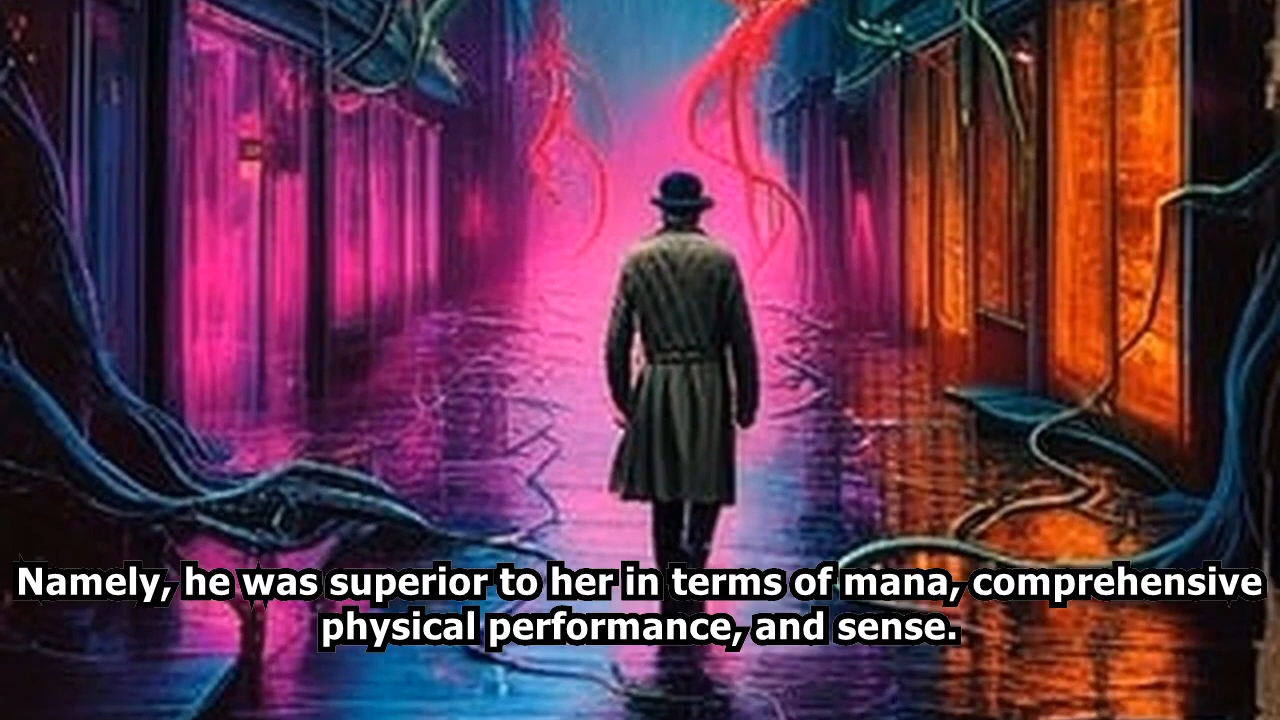 Namely, he was superior to her in terms of mana, comprehensive
physical performance, and sense.